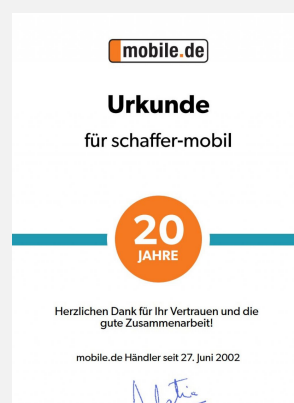 mobile.de
Urkunde
für schaffer-mobil
20
JAHRE
Herzlichen Dank für Ihr Vertrauen und die
gute Zusammenarbeit!
mobile.de Händler seit 27. Juni 2002